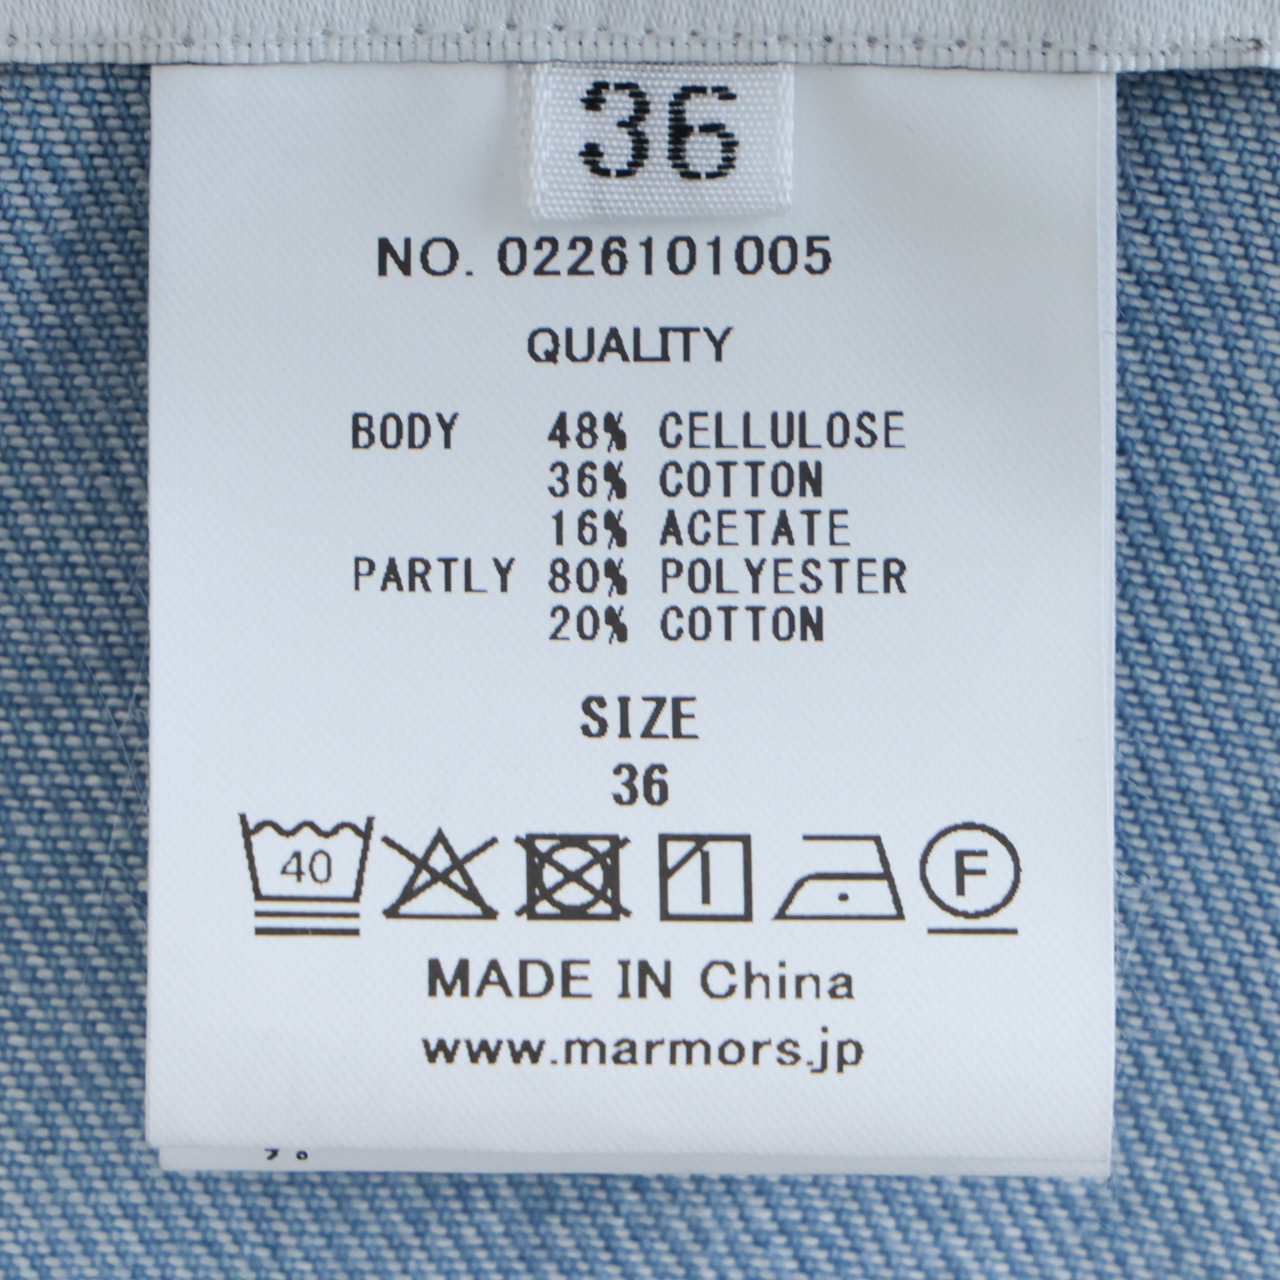 36
NO. 0226101005
QUALITY
BODY 48% CELLULOSE
36% COTTON
16% ACETATE
PARTLY 80% POLYESTER
20% COTTON
SIZE
36
40
F
MADE IN China
www.marmors.jp